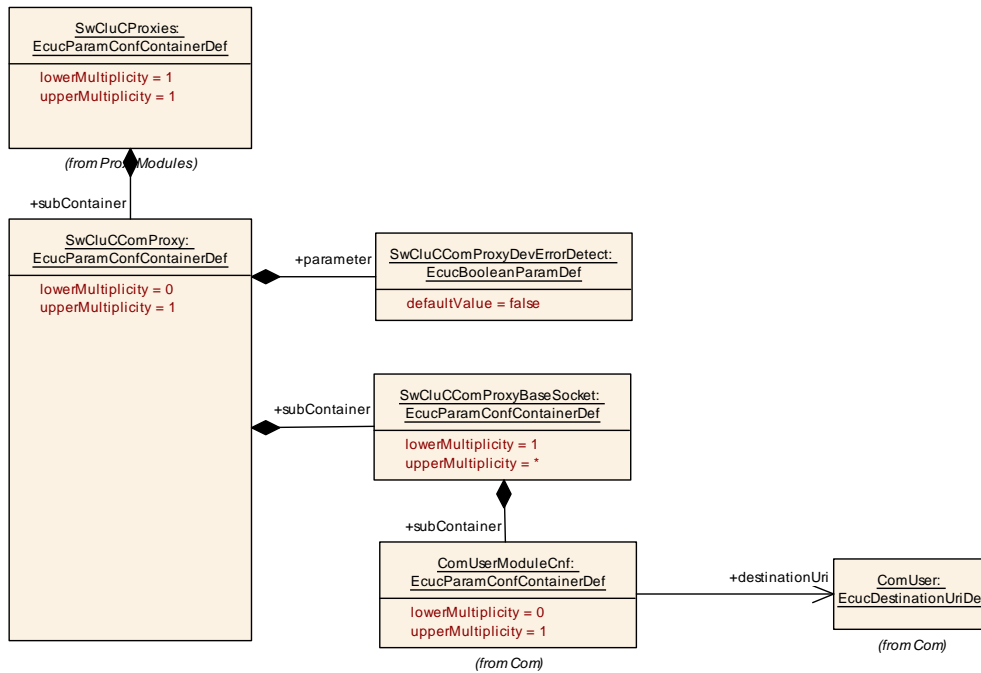 SwCluCProxies:
EcucParamConfContainerDef
lowerMultiplicity = 1
upperMultiplicity = 1
(from Modules)
+subContainer
SwCluCComProxy:
EcucParamConfContainerDef
lowerMultiplicity = 0
upperMultiplicity = 1
+parameter
SwCluCComProxyDevErrorDetect:
EcucBooleanParamDef
defaultValue = false
+subContainer
SwCluCComProxyBaseSocket:
EcucParamConfContainerDef
lowerMultiplicity = 1
upperMultiplicity = *
+subContainer
ComUserModuleCnf:
EcucParamConfContainerDef
lowerMultiplicity = 0
upperMultiplicity = 1
(from Com)
+destinationUri
ComUser:
EcucDestinationUriDe
(from Com)